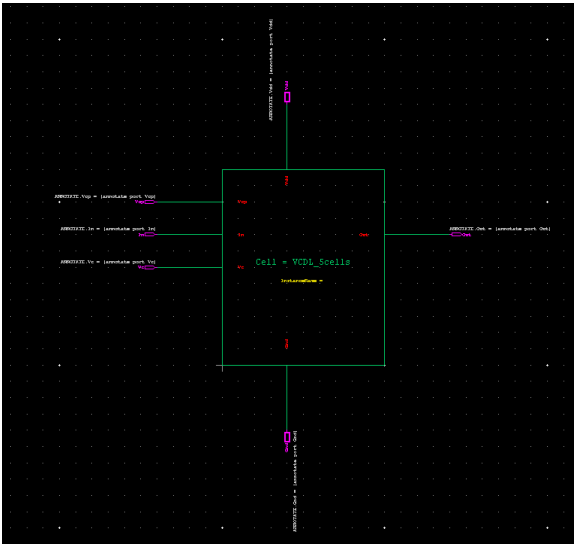 ANNOTATE.Vdd = [annotate port Vdd]
Vdd
Vdd
ANNOTATE.Vsp = [annotate port Vsp]
Vsp
Vsp
ANNOTATE.In = [annotate port In]
In
In
ANNOTATE.Out = [annotate port Out]
Out
Out
ANNOTATE.Vc = [annotate port Vc]
Vc
Vc
Cell = VCDL_5cells
InstanceName =
Gnd
Gnd
ANNOTATE.Gnd = [annotate port Gnd]